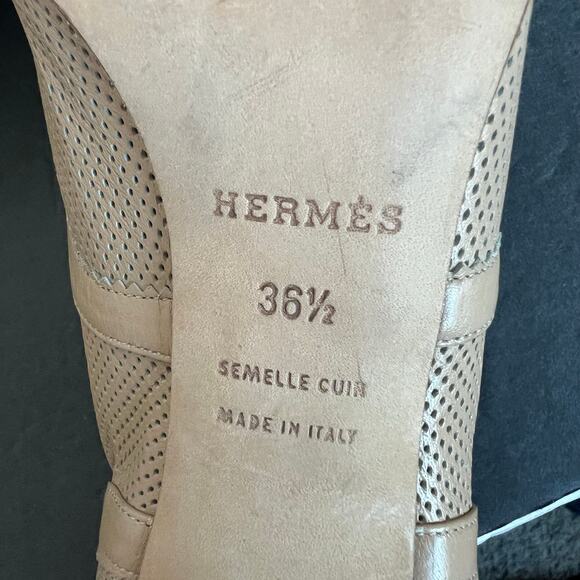 HERMÈS
36½
SEMELLE CUIR
MADE IN ITALY